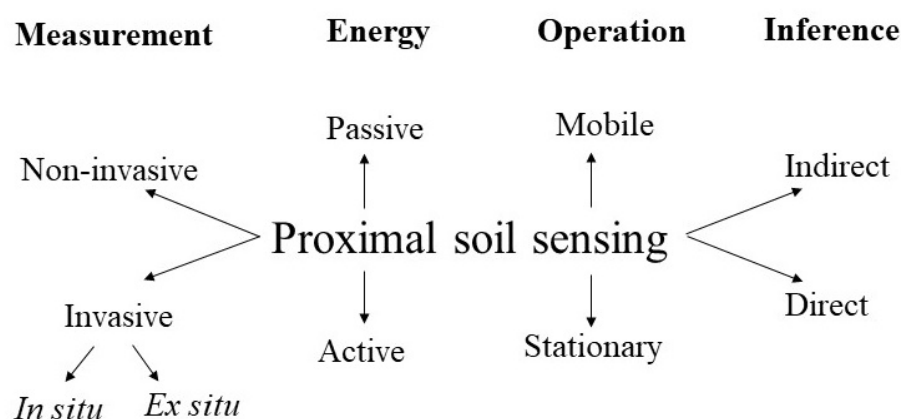 Measurement Energy Operation Inference
Passive Mobile
Non-invasive Indirect
Proximal soil sensing
Invasive Direct
Active Stationary
In situ Ex situ